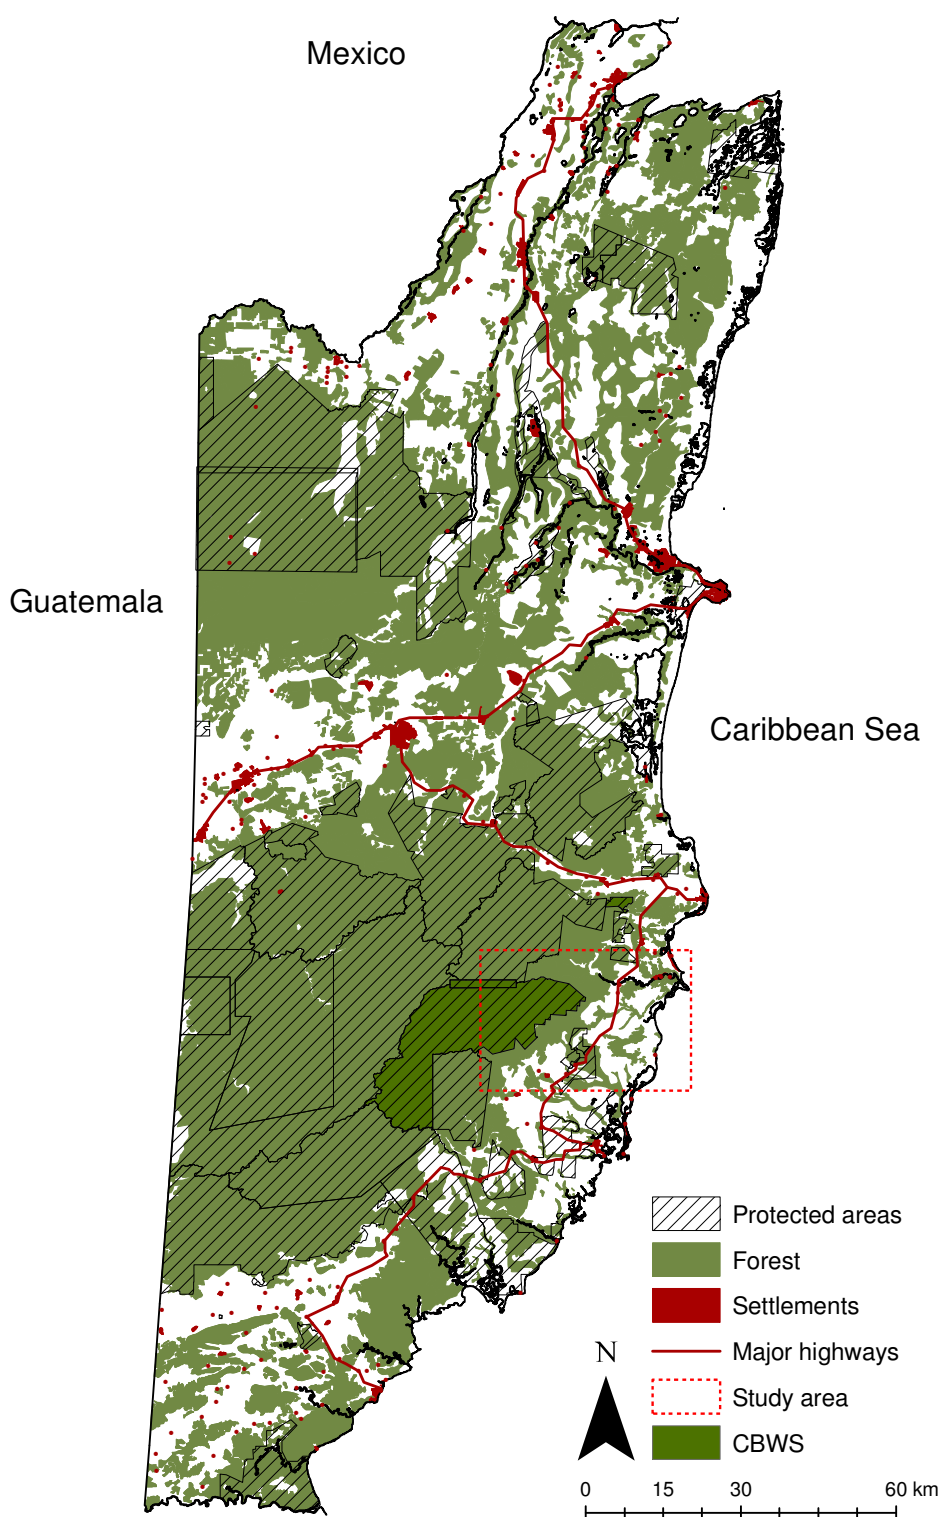 Mexico
Guatemala
Caribbean Sea
Protected areas
Forest
Settlements
N
Major highways
Study area
CBWS
0 15 30 60 km